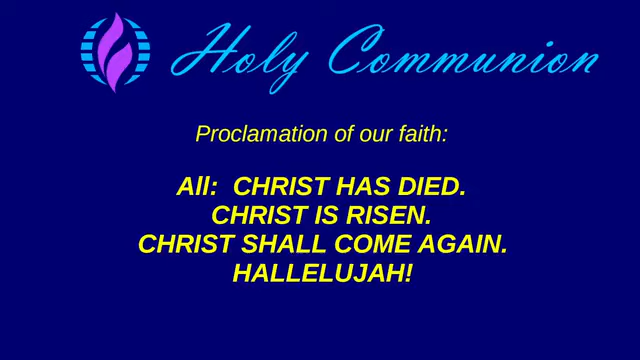 Holy Communion
Proclamation of our faith:
All: CHRIST HAS DIED.
CHRIST IS RISEN.
CHRIST SHALL COME AGAIN.
HALLELUJAH!